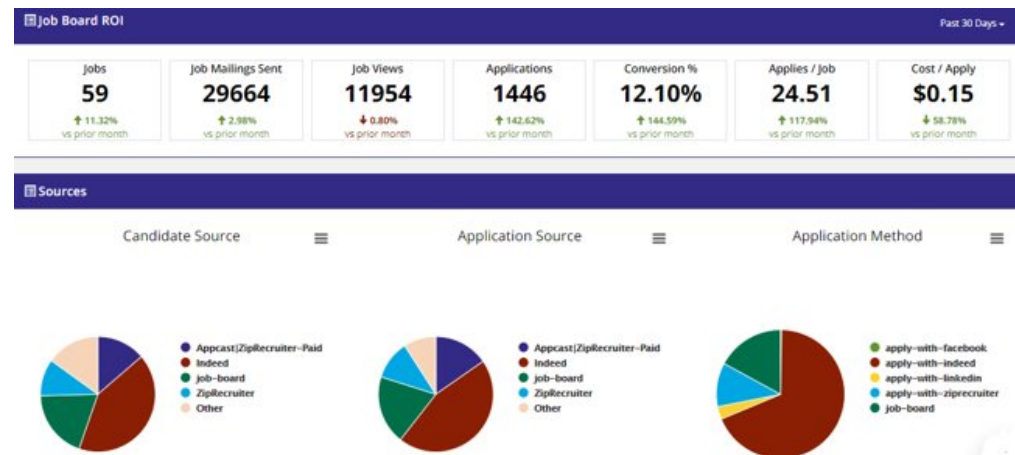 Job Board ROI
Past 30 Days
Jobs
59
↑ 11.32%
vs prior month
Job Mailings Sent
29664
↑ 2.98%
vs prior month
Job Views
11954
↓ 0.80%
vs prior month
Applications
1446
↑ 142.62%
vs prior month
Conversion %
12.10%
↑ 144.59%
vs prior month
Applies / Job
24.51
↑ 117.94%
vs prior month
Cost / Apply
$0.15
↓ 58.78%
vs prior month
Sources
Candidate Source
Appcast|ZipRecruiter-Paid
Indeed
job-board
ZipRecruiter
Other
Application Source
Appcast|ZipRecruiter-Paid
Indeed
job-board
ZipRecruiter
Other
Application Method
apply-with-facebook
apply-with-indeed
apply-with-linkedin
apply-with-ziprecruiter
job-board